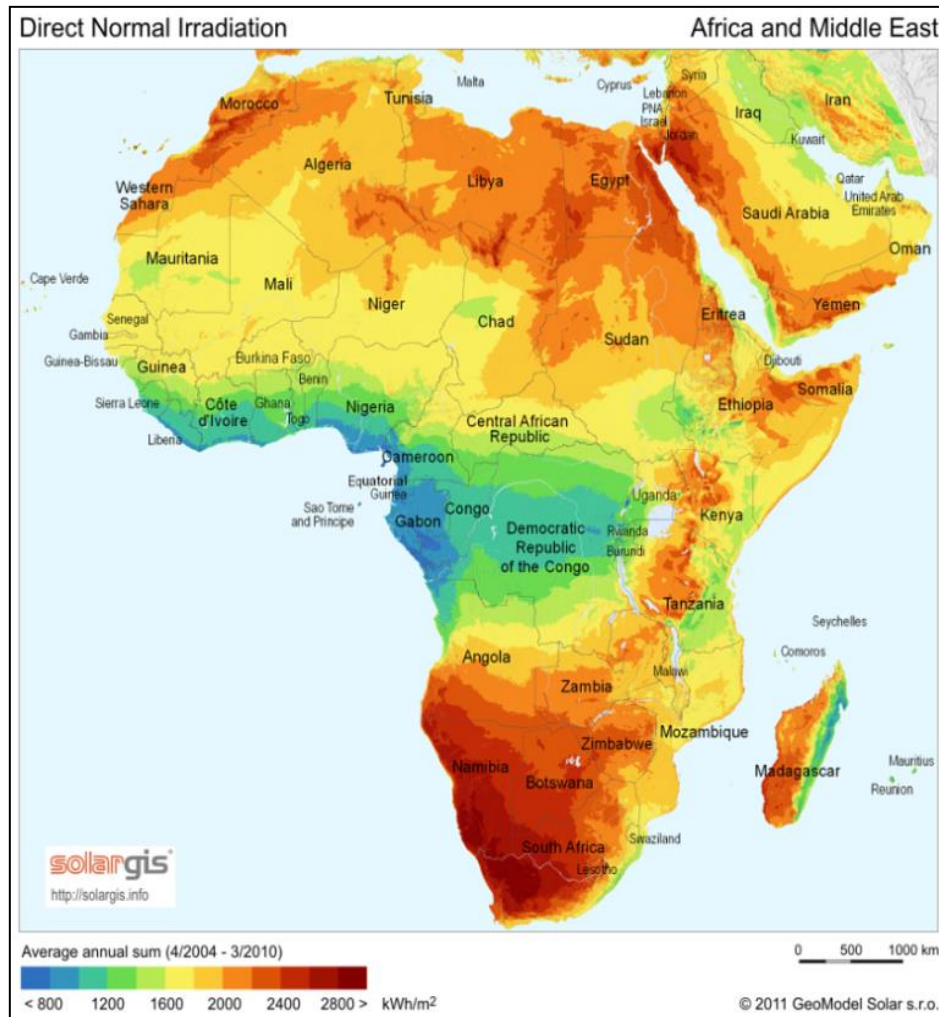 Direct Normal Irradiation
Africa and Middle East
Malta
Cyprus
Syria
Lebanon
PNA
Israel
Jordan
Iraq
Iran
Kuwait
Morocco
Tunisia
Algeria
Libya
Egypt
Western
Sahara
Qatar
United Arab
Emirates
Saudi Arabia
Oman
Mauritania
Cape Verde
Mali
Niger
Chad
Sudan
Eritrea
Yemen
Senegal
Gambia
Guinea-Bissau
Guinea
Burkina Faso
Benin
Djibouti
Somalia
Ethiopia
Sierra Leone
Liberia
Côte
d'Ivoire
Ghana
Togo
Nigeria
Central African
Republic
Cameroon
Equatorial
Guinea
Sao Tome
and Principe
Gabon
Congo
Democratic
Republic
of the Congo
Uganda
Kenya
Rwanda
Burundi
Tanzania
Seychelles
Comoros
Angola
Zambia
Malawi
Mozambique
Zimbabwe
Namibia
Botswana
Madagascar
Mauritius
Reunion
Swaziland
South Africa
Lesotho
solargis
http://solargis.info
Average annual sum (4/2004 - 3/2010)
< 800 1200 1600 2000 2400 2800 > kWh/m²
0 500 1000 km
© 2011 GeoModel Solar s.r.o.